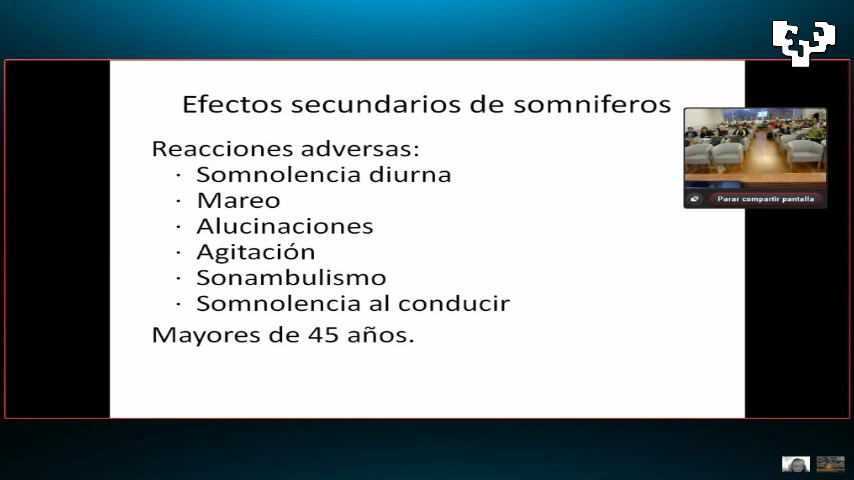 Efectos secundarios de somniferos
Reacciones adversas:
· Somnolencia diurna
· Mareo
· Alucinaciones
· Agitación
· Sonambulismo
· Somnolencia al conducir
Mayores de 45 años.
Parar compartir pantalla